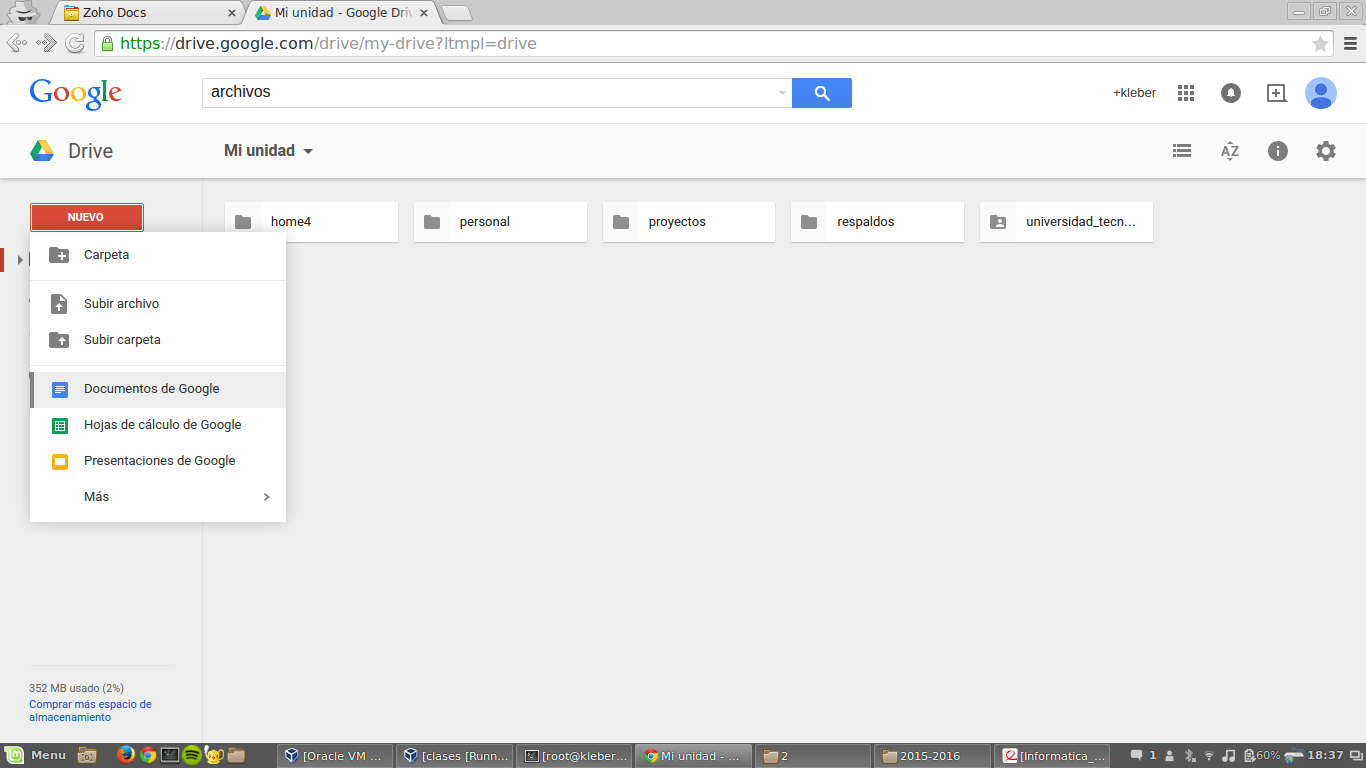 Zoho Docs
Mi unidad - Google Driv
https://drive.google.com/drive/my-drive?ltmpl=drive
Google
archivos
+kleber
Drive
Mi unidad
AZ
NUEVO
home4
personal
proyectos
respaldos
universidad_tecn...
Carpeta
Subir archivo
Subir carpeta
Documentos de Google
Hojas de cálculo de Google
Presentaciones de Google
Más
352 MB usado (2%)
Comprar más espacio de
almacenamiento
Menu
[Oracle VM ...
[clases [Runn...
[root@kleber...
Mi unidad - ...
2
2015-2016
[Informatica_...
1
60%
18:37